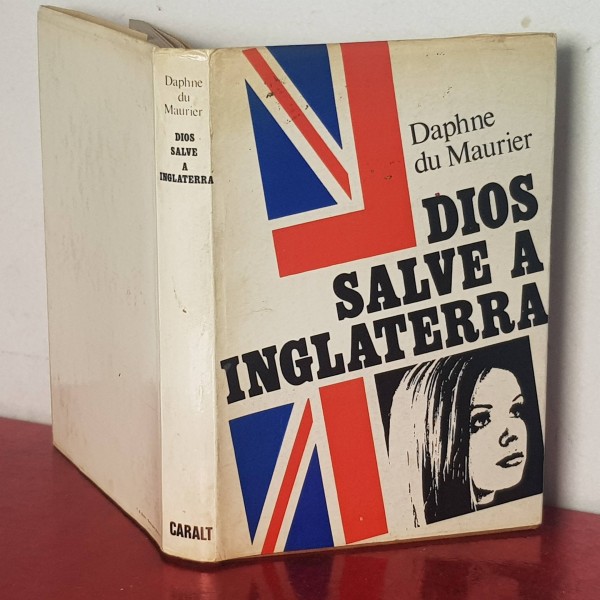 Daphne
du
Maurier
DIOS
SALVE
A
INGLATERRA
CARALT
Daphne
du Maurier
DIOS
SALVE A
INGLATERRA